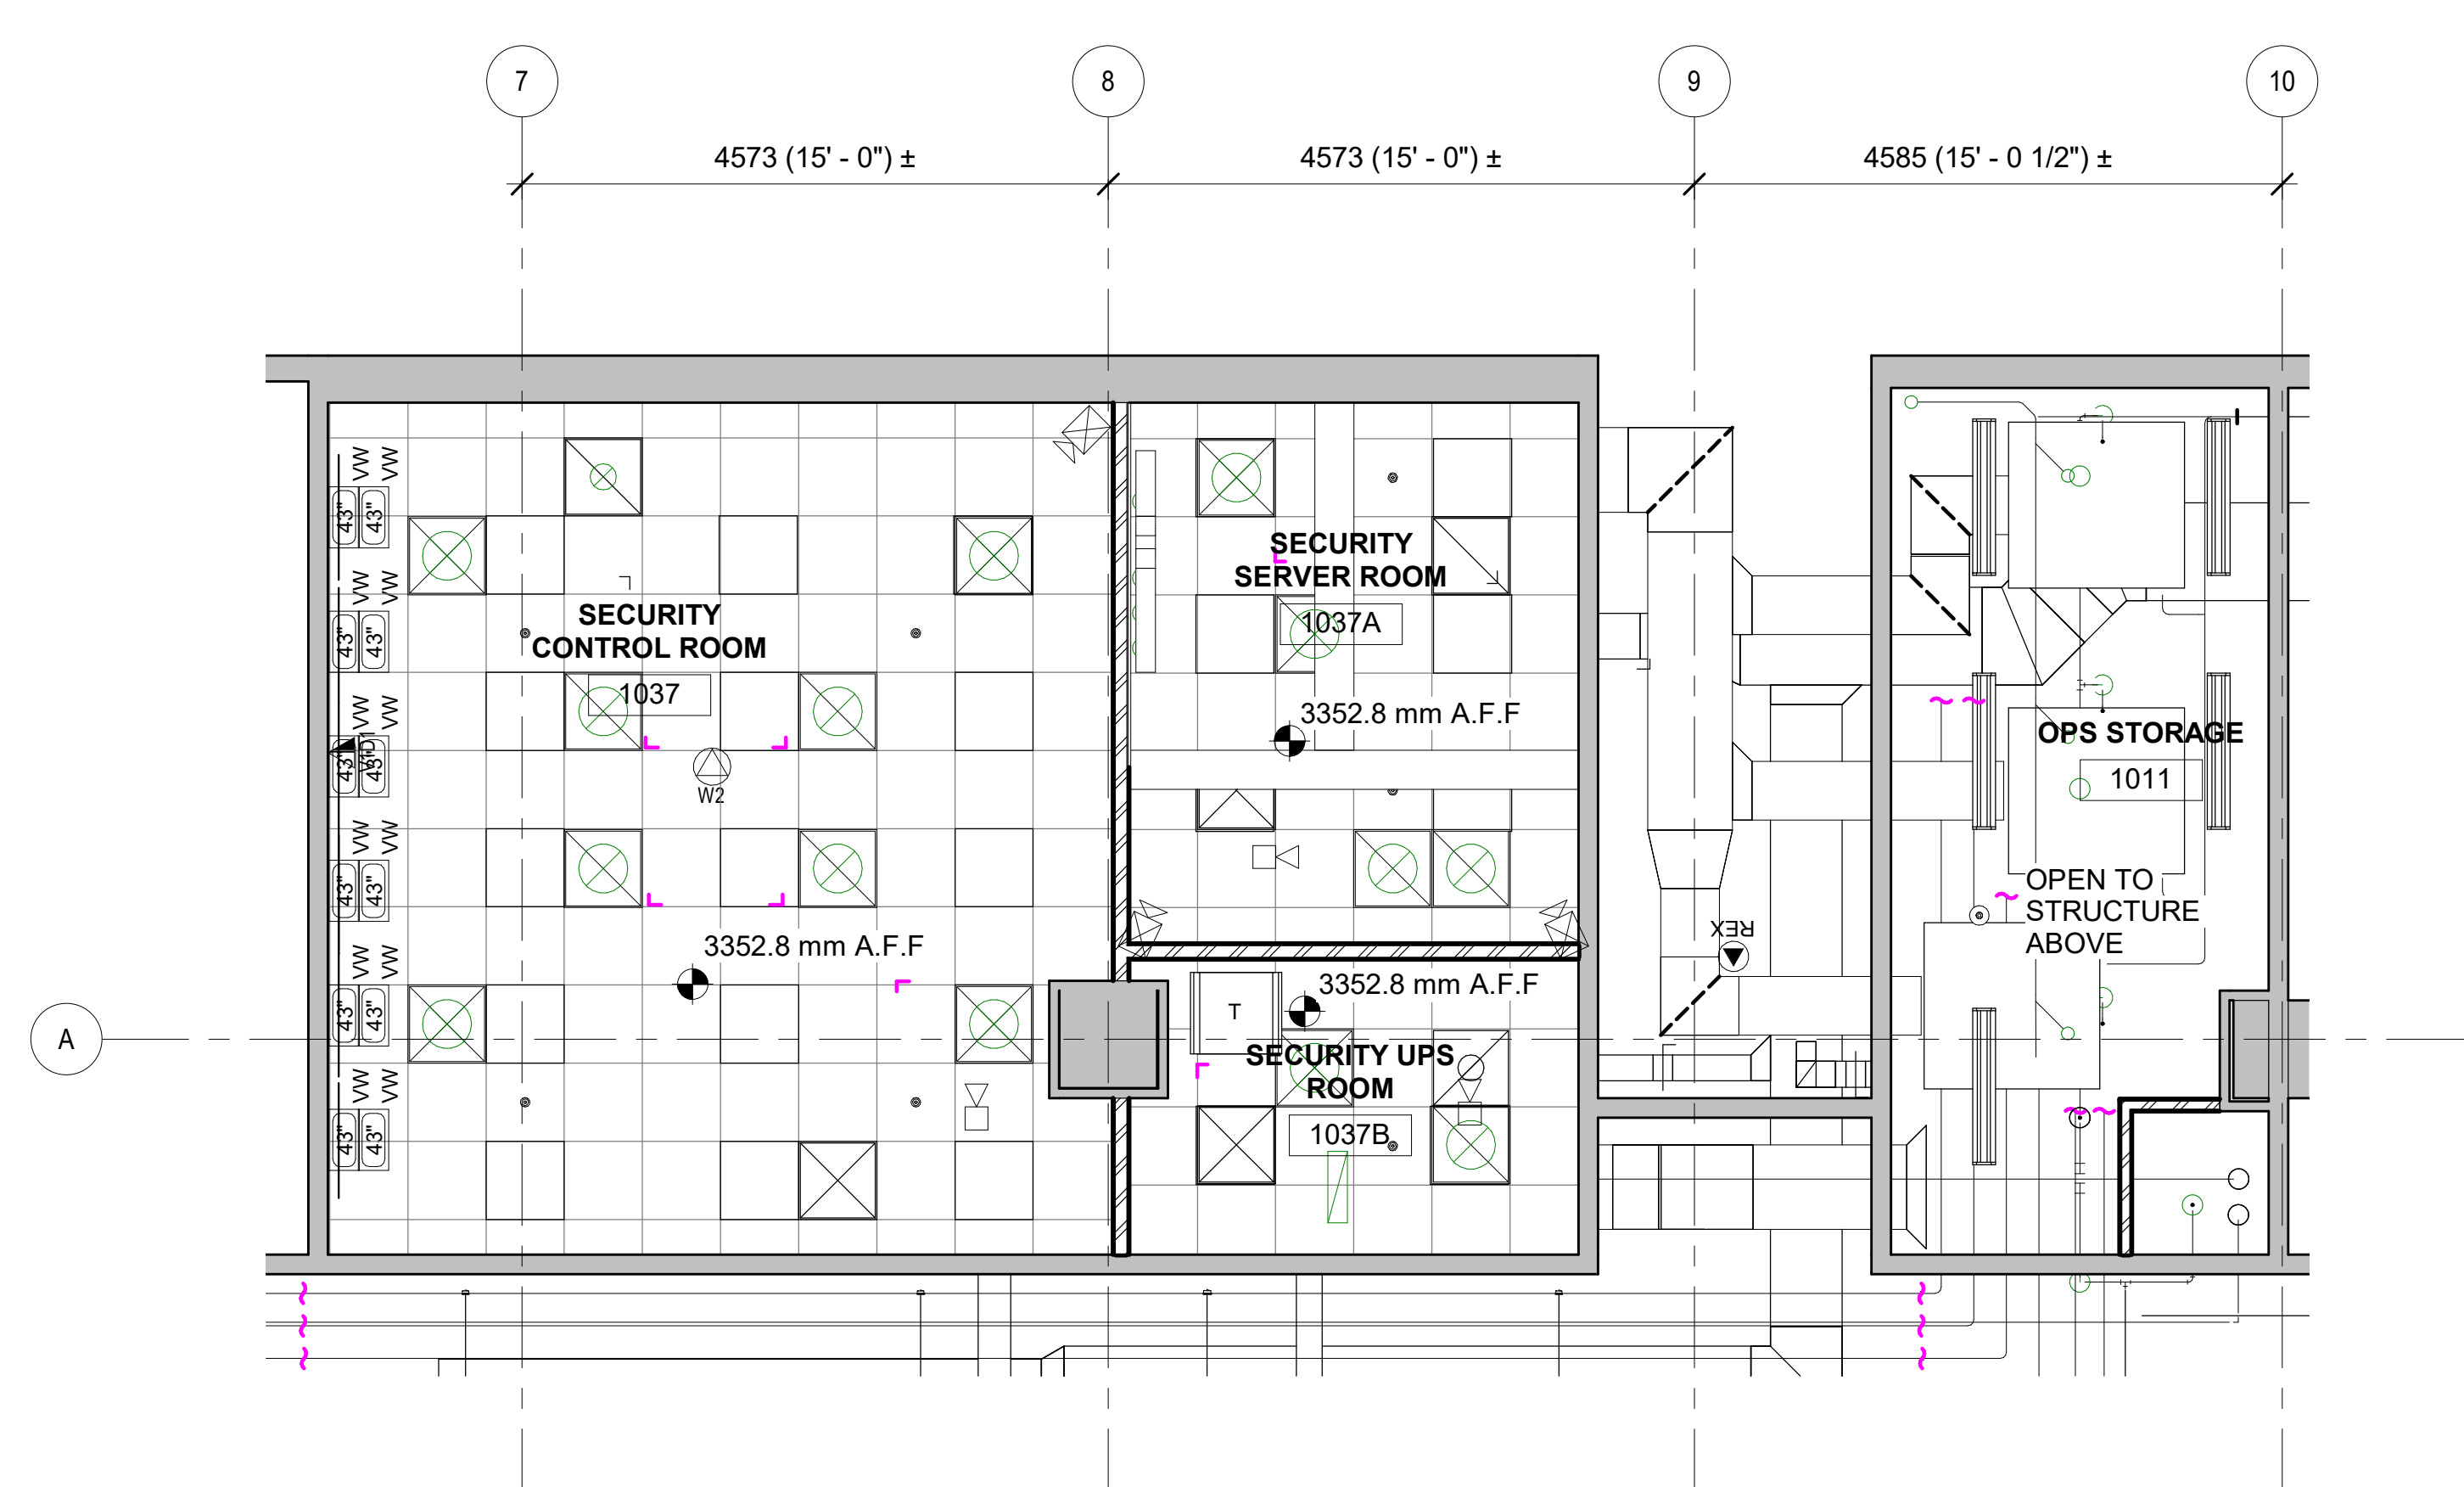 7
8
9
10
4573 (15' - 0") ±
4573 (15' - 0") ±
4585 (15' - 0 1/2") ±
VW VW
43" 43"
VW VW
43" 43"
VW VW
43" 43"
VW VW
43" 43"
VW VW
43" 43"
VW VW
43" 43"
SECURITY
CONTROL ROOM
1037
W2
3352.8 mm A.F.F
SECURITY
SERVER ROOM
1037A
3352.8 mm A.F.F
3352.8 mm A.F.F
T
SECURITY UPS
ROOM
1037B
REX
OPS STORAGE
1011
OPEN TO
STRUCTURE
ABOVE
A